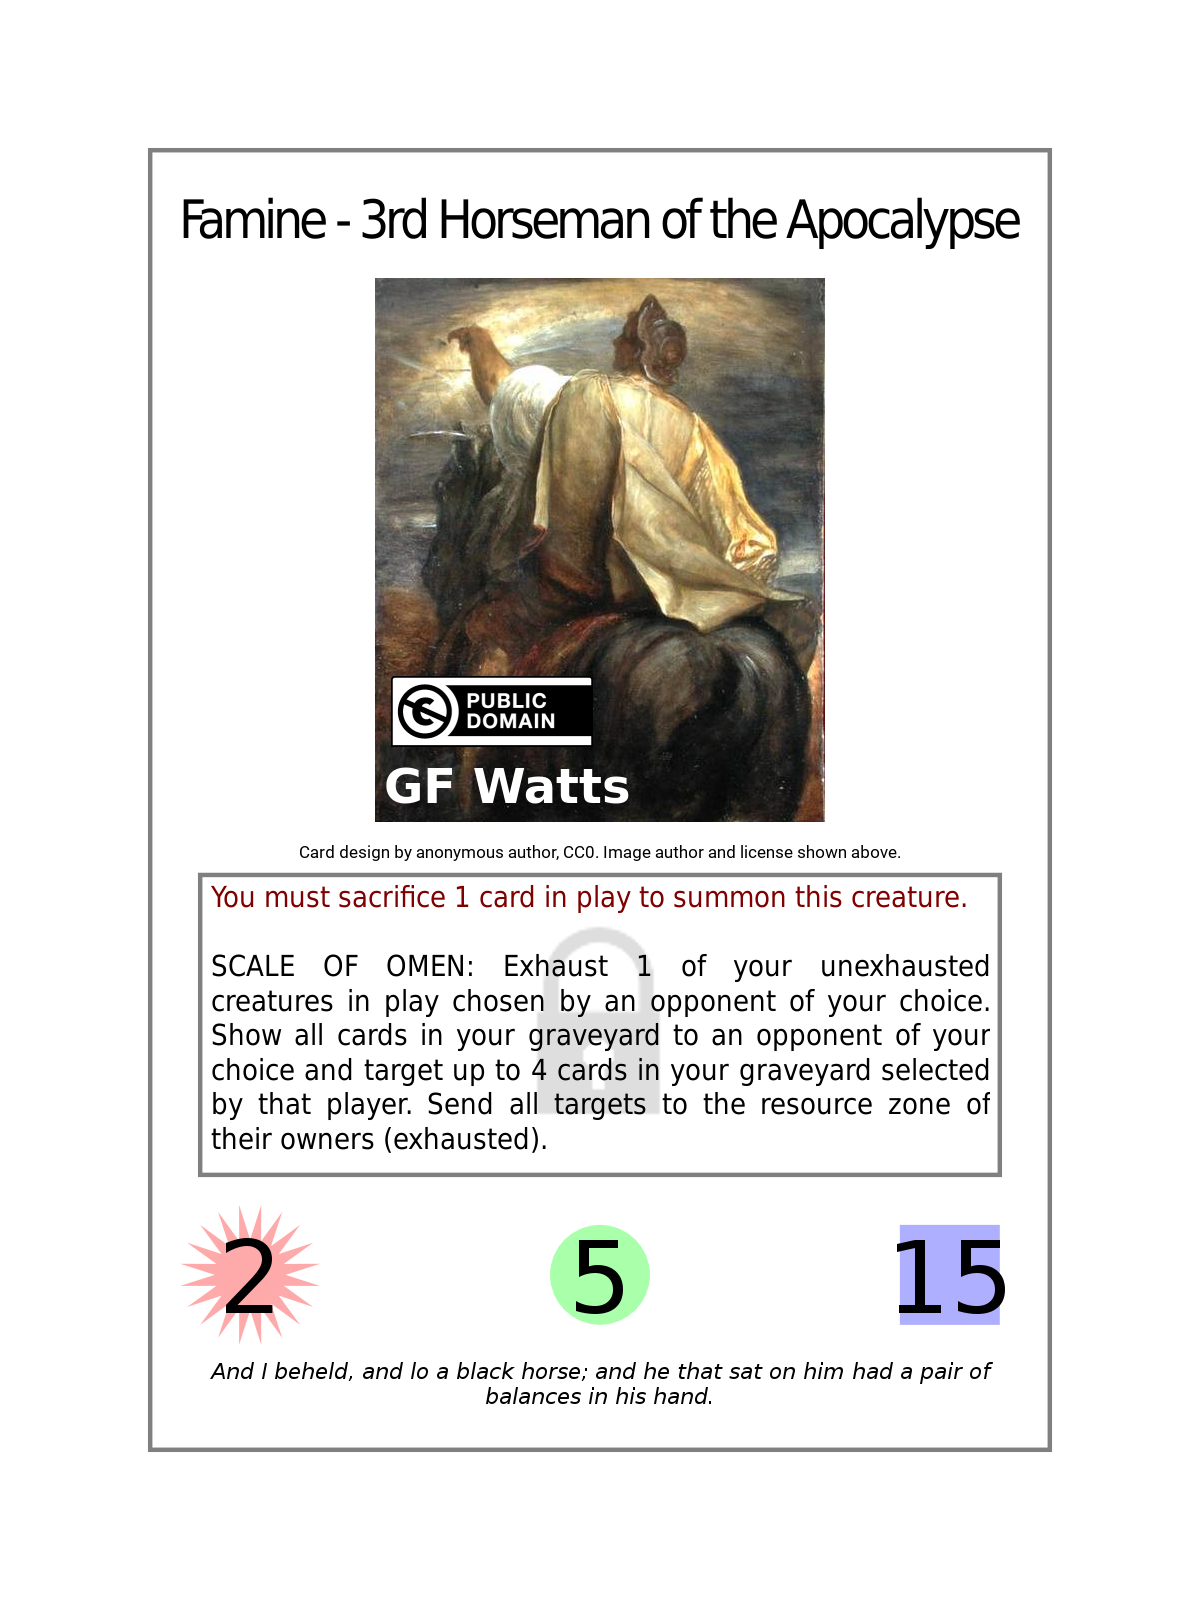 Famine - 3rd Horseman of the Apocalypse
PUBLIC
DOMAIN
GF Watts
Card design by anonymous author, CC0. Image author and license shown above.
You must sacrifice 1 card in play to summon this creature.
SCALE OF OMEN: Exhaust 1 of your unexhausted
creatures in play chosen by an opponent of your choice.
Show all cards in your graveyard to an opponent of your
choice and target up to 4 cards in your graveyard selected
by that player. Send all targets to the resource zone of
their owners (exhausted).
2 5 15
And I beheld, and lo a black horse; and he that sat on him had a pair of
balances in his hand.